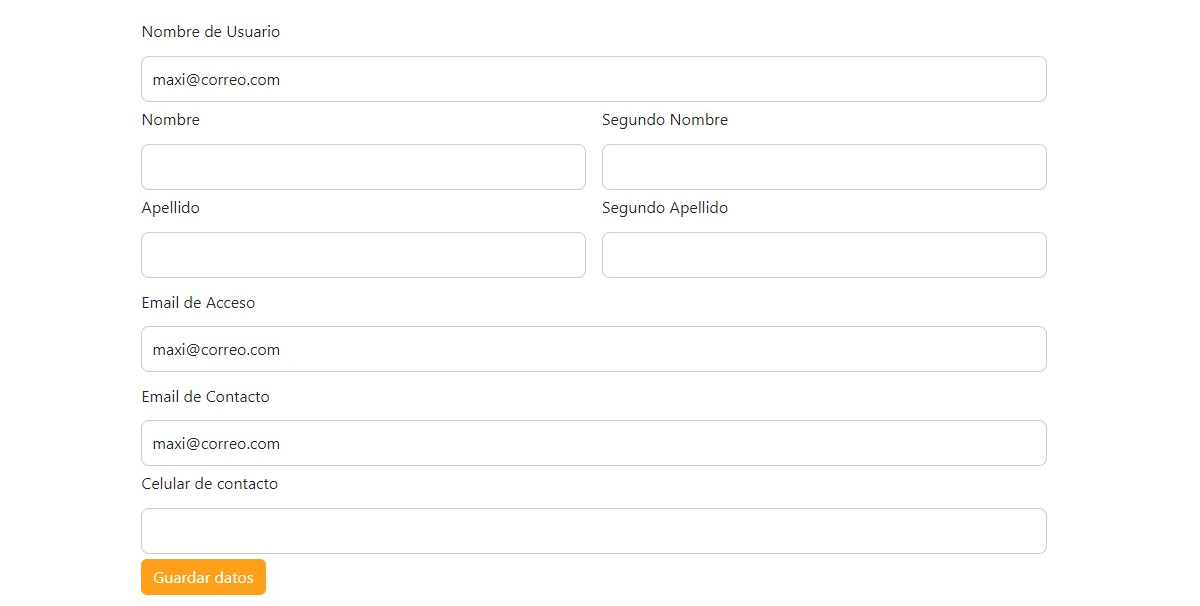 Nombre de Usuario
maxi@correo.com
Nombre
Segundo Nombre
Apellido
Segundo Apellido
Email de Acceso
maxi@correo.com
Email de Contacto
maxi@correo.com
Celular de contacto
Guardar datos